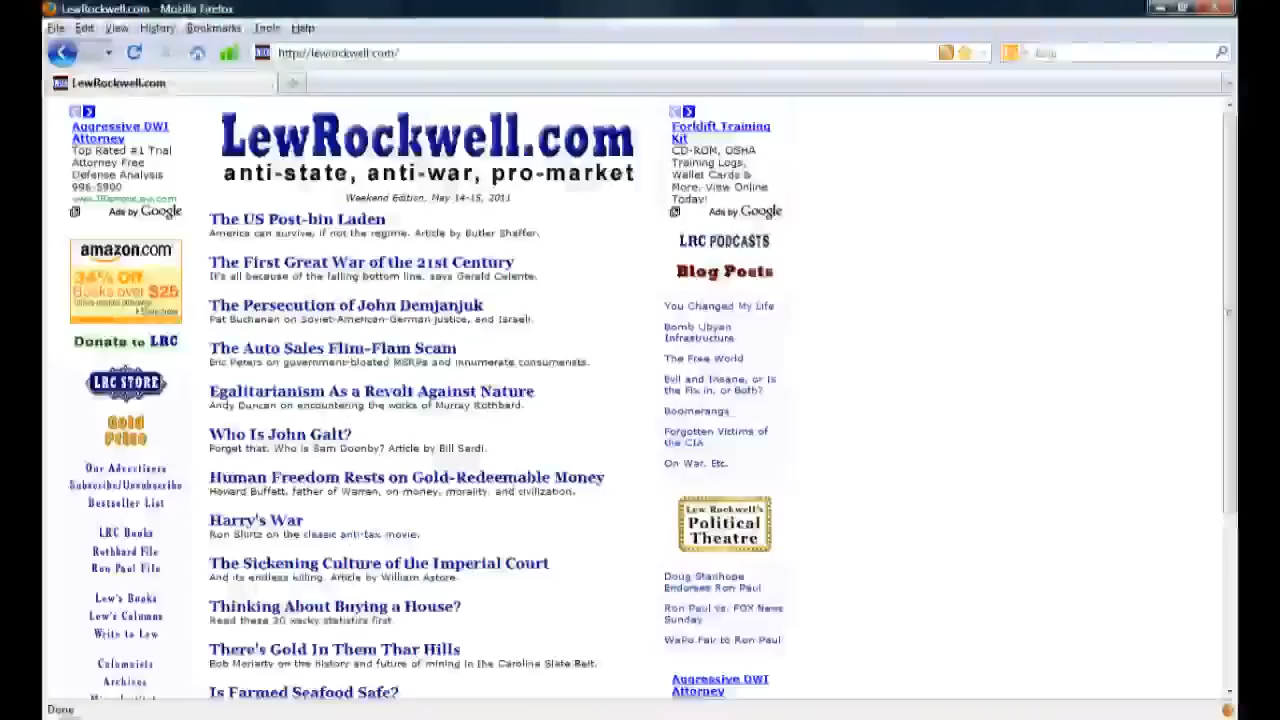 LewRockwell.com - Mozilla Firefox
File Edit View History Bookmarks Tools Help
http://lewrockwell.com/
Bing
LewRockwell.com
Aggressive DWI
Attorney
Top Rated #1 Trial
Attorney Free
Defense Analysis
996-5900
Ads by Google
amazon.com
34% Off
Books over $25
Donate to LRC
LRC STORE
Gold
Price
Our Advertisers
Subscribe/Unsubscribe
Bestseller List
LRC Books
Rothbard File
Ron Paul File
Lew's Books
Lew's Columns
Write to Lew
Columnists
Archives
LewRockwell.com
anti-state, anti-war, pro-market
Weekend Edition, May 14-15, 2011
The US Post-bin Laden
America can survive, if not the regime. Article by Butler Shaffer.
The First Great War of the 21st Century
It's all because of the falling bottom line, says Gerald Celente.
The Persecution of John Demjanjuk
Pat Buchanan on Soviet-American-German justice, and Israeli.
The Auto Sales Flim-Flam Scam
Eric Peters on government-bloated MSRPs and innumerate consumerists.
Egalitarianism As a Revolt Against Nature
Andy Duncan on encountering the works of Murray Rothbard.
Who Is John Galt?
Forget that. Who is Sam Doonby? Article by Bill Sardi.
Human Freedom Rests on Gold-Redeemable Money
Howard Buffett, father of Warren, on money, morality, and civilization.
Harry's War
Ron Shirtz on the classic anti-tax movie.
The Sickening Culture of the Imperial Court
And its endless killing. Article by William Astore.
Thinking About Buying a House?
Read these 20 wacky statistics first.
There's Gold In Them Thar Hills
Bob Moriarty on the history and future of mining in the Carolina Slate Belt.
Is Farmed Seafood Safe?
Forklift Training
Kit
CD-ROM, OSHA
Training Logs,
Wallet Cards &
More. View Online
Today!
Ads by Google
LRC PODCASTS
Blog Posts
You Changed My Life
Bomb Libyan
Infrastructure
The Free World
Evil and Insane, or Is
the Fix in, or Both?
Boomerangs
Forgotten Victims of
the CIA
On War, Etc.
Lew Rockwell's
Political
Theatre
Doug Stanhope
Endorses Ron Paul
Ron Paul vs. FOX News
Sunday
WaPo Fair to Ron Paul
Aggressive DWI
Attorney
Done